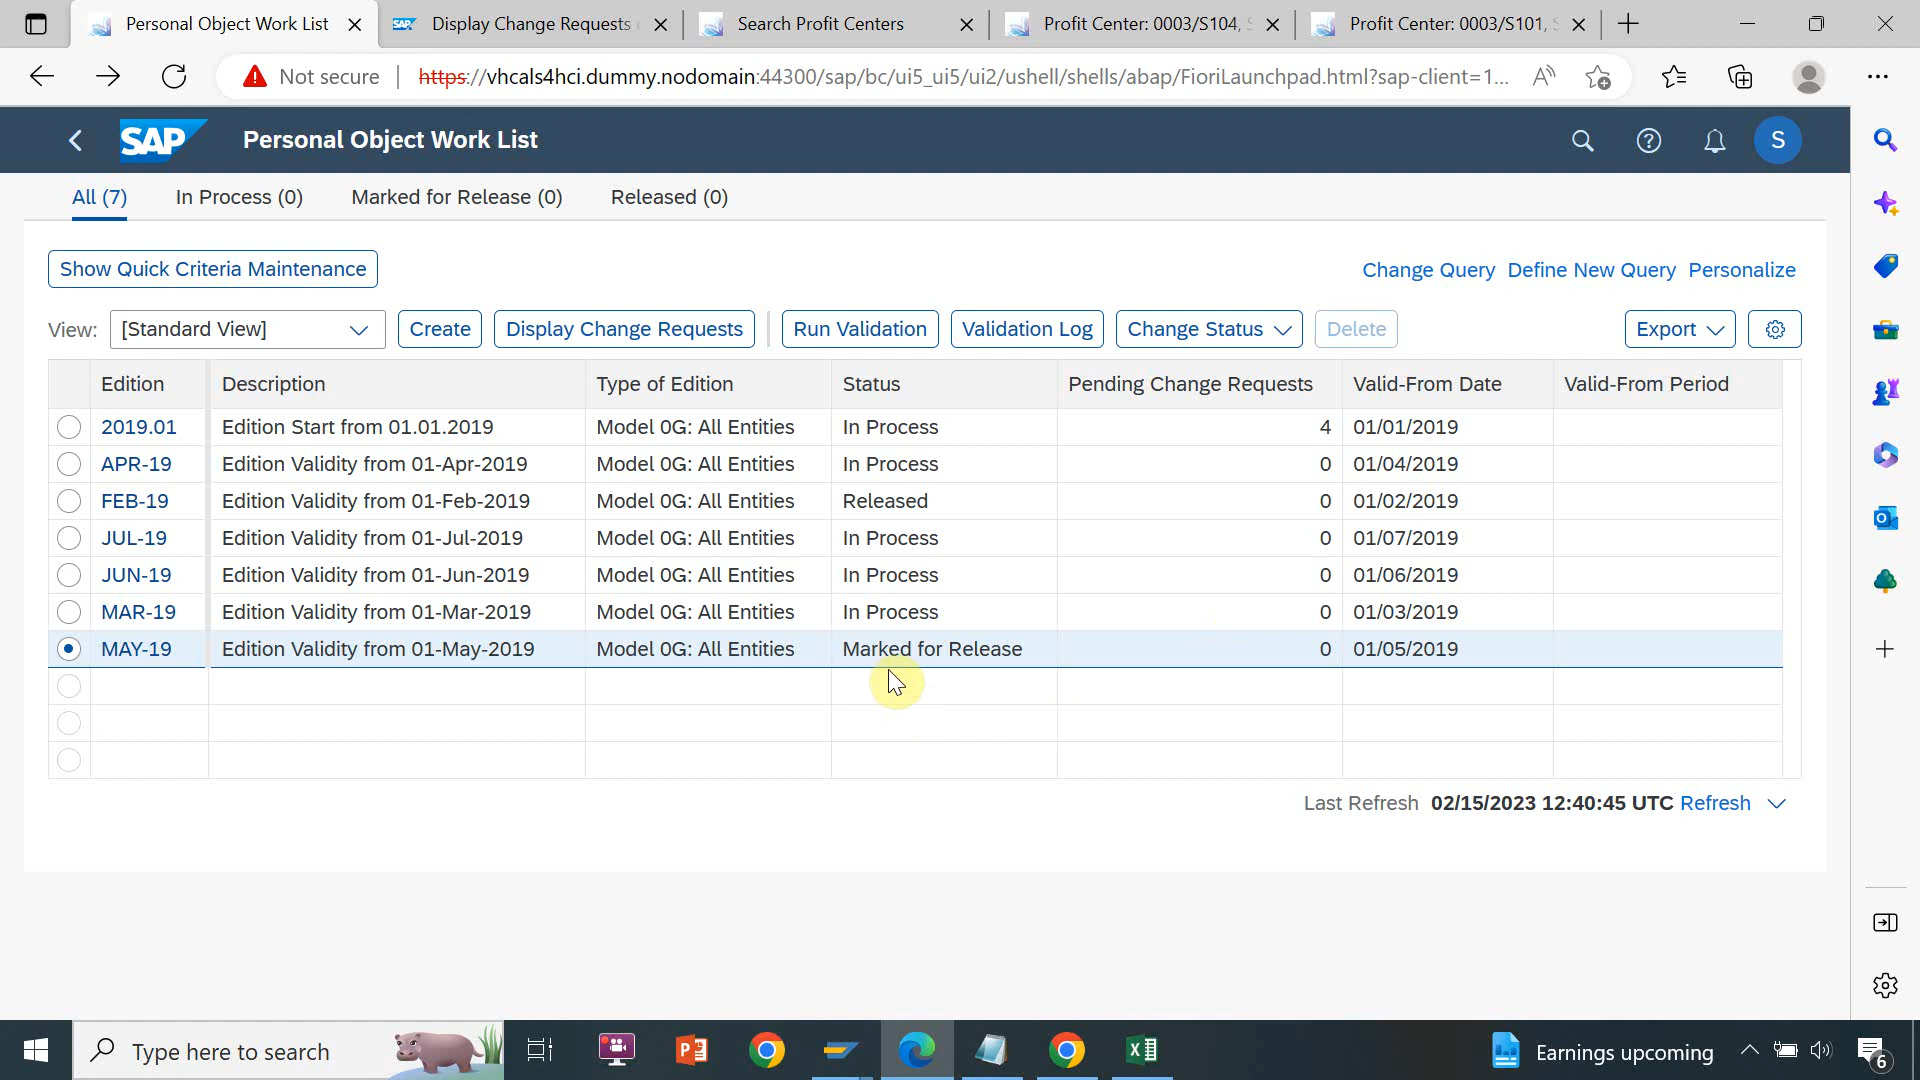 Personal Object Work List
SAP Display Change Requests
Search Profit Centers
Profit Center: 0003/S104,
Profit Center: 0003/S101,
Not secure
https://vhcals4hci.dummy.nodomain:44300/sap/bc/ui5_ui5/ui2/ushell/shells/abap/FioriLaunchpad.html?sap-client=1...
SAP Personal Object Work List
S
All (7) In Process (0) Marked for Release (0) Released (0)
Show Quick Criteria Maintenance
Change Query Define New Query Personalize
View: [Standard View] Create Display Change Requests Run Validation Validation Log Change Status Delete Export
Edition Description Type of Edition Status Pending Change Requests Valid-From Date Valid-From Period
2019.01 Edition Start from 01.01.2019 Model 0G: All Entities In Process 4 01/01/2019
APR-19 Edition Validity from 01-Apr-2019 Model 0G: All Entities In Process 0 01/04/2019
FEB-19 Edition Validity from 01-Feb-2019 Model 0G: All Entities Released 0 01/02/2019
JUL-19 Edition Validity from 01-Jul-2019 Model 0G: All Entities In Process 0 01/07/2019
JUN-19 Edition Validity from 01-Jun-2019 Model 0G: All Entities In Process 0 01/06/2019
MAR-19 Edition Validity from 01-Mar-2019 Model 0G: All Entities In Process 0 01/03/2019
MAY-19 Edition Validity from 01-May-2019 Model 0G: All Entities Marked for Release 0 01/05/2019
Last Refresh 02/15/2023 12:40:45 UTC Refresh
Type here to search
Earnings upcoming
6